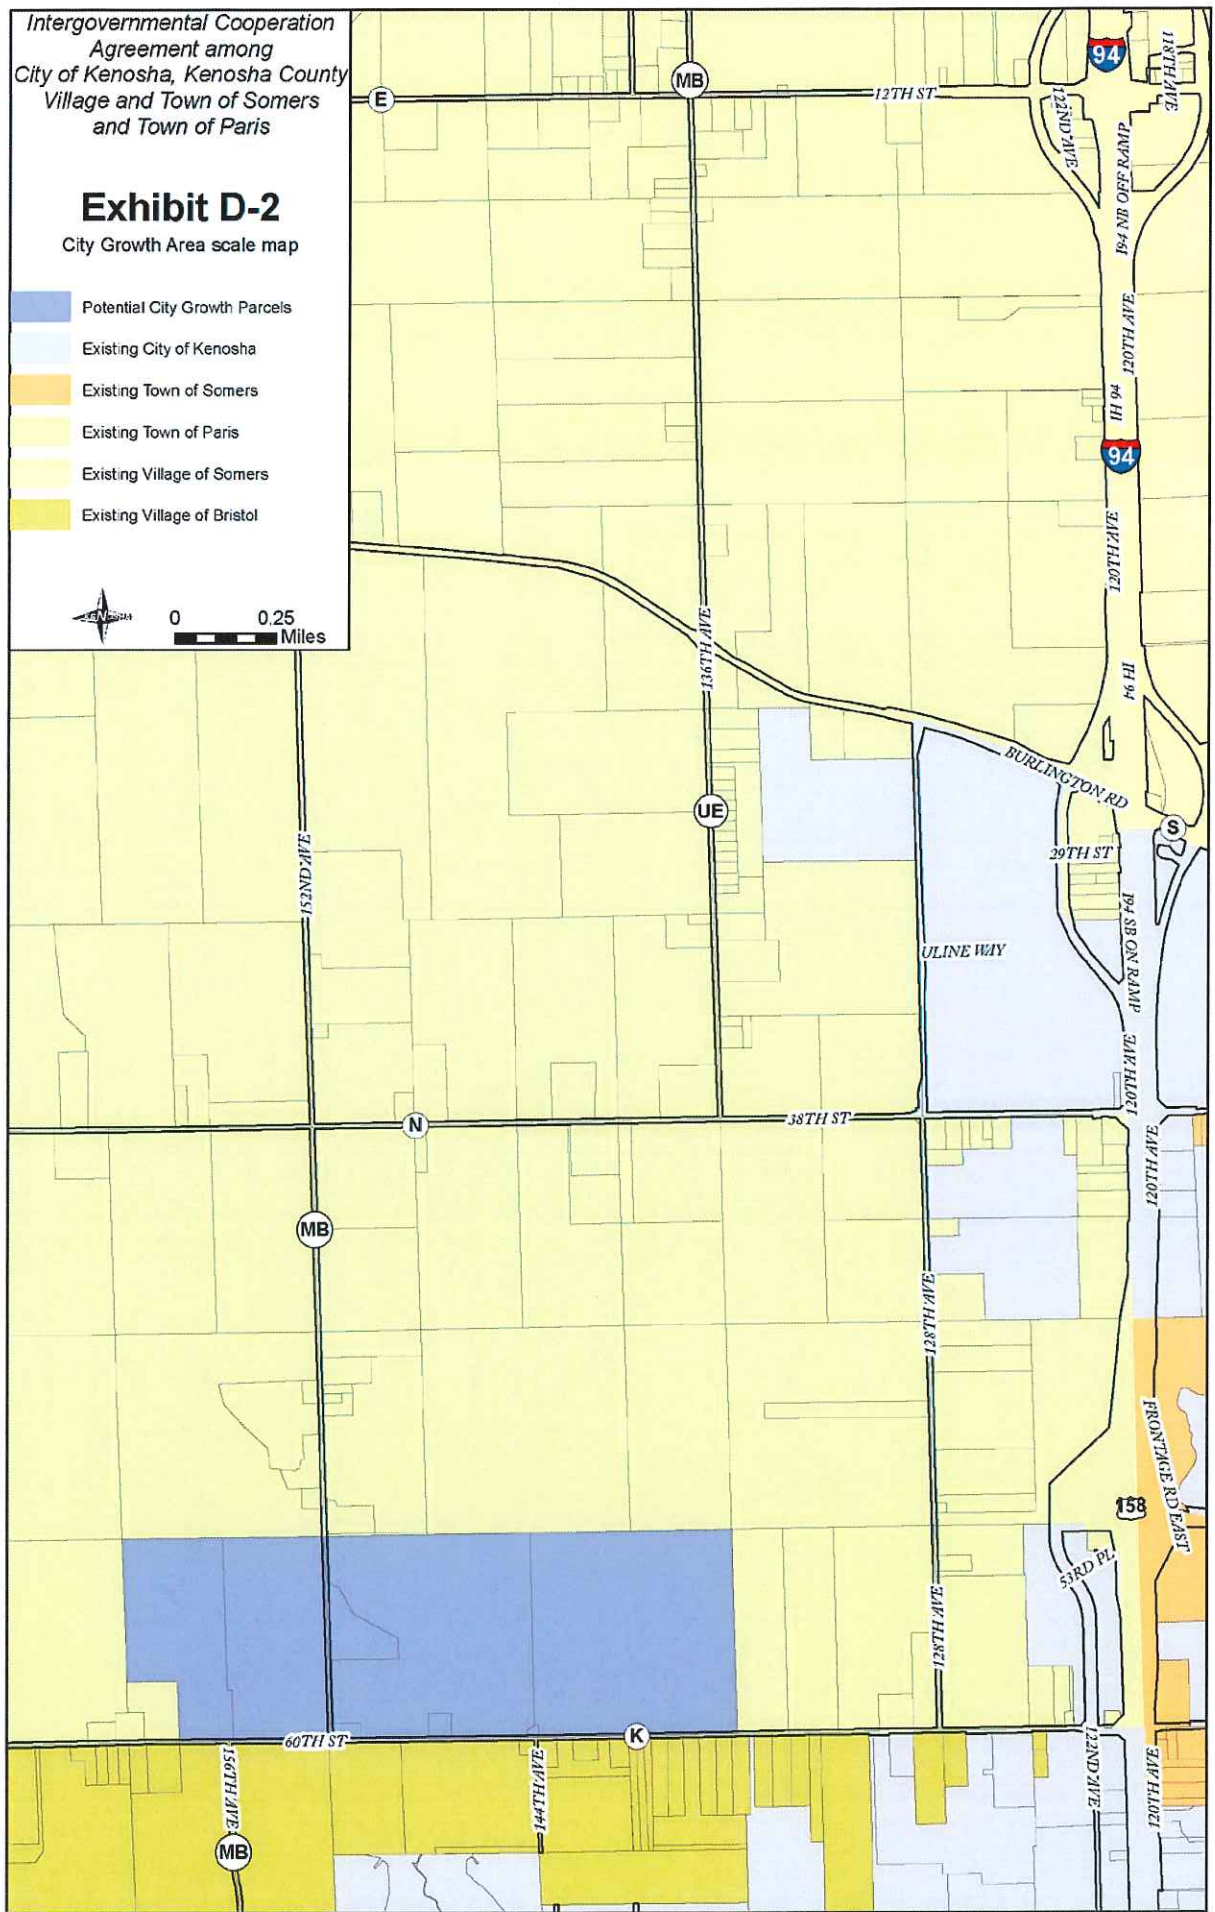 Intergovernmental Cooperation
Agreement among
City of Kenosha, Kenosha County
Village and Town of Somers
and Town of Paris
Exhibit D-2
City Growth Area scale map
Potential City Growth Parcels
Existing City of Kenosha
Existing Town of Somers
Existing Town of Paris
Existing Village of Somers
Existing Village of Bristol
KENOSHA
0 0.25
Miles
E
MB
12TH ST
94
118TH AVE
122ND AVE
I94 NB OFF RAMP
120TH AVE
IH 94
94
120TH AVE
136TH AVE
IH 94
BURLINGTON RD
UE
S
29TH ST
152ND AVE
I94 SB ON RAMP
ULINE WAY
120TH AVE
N
38TH ST
120TH AVE
MB
128TH AVE
FRONTAGE RD EAST
158
53RD PL
128TH AVE
60TH ST
K
156TH AVE
144TH AVE
122ND AVE
120TH AVE
MB